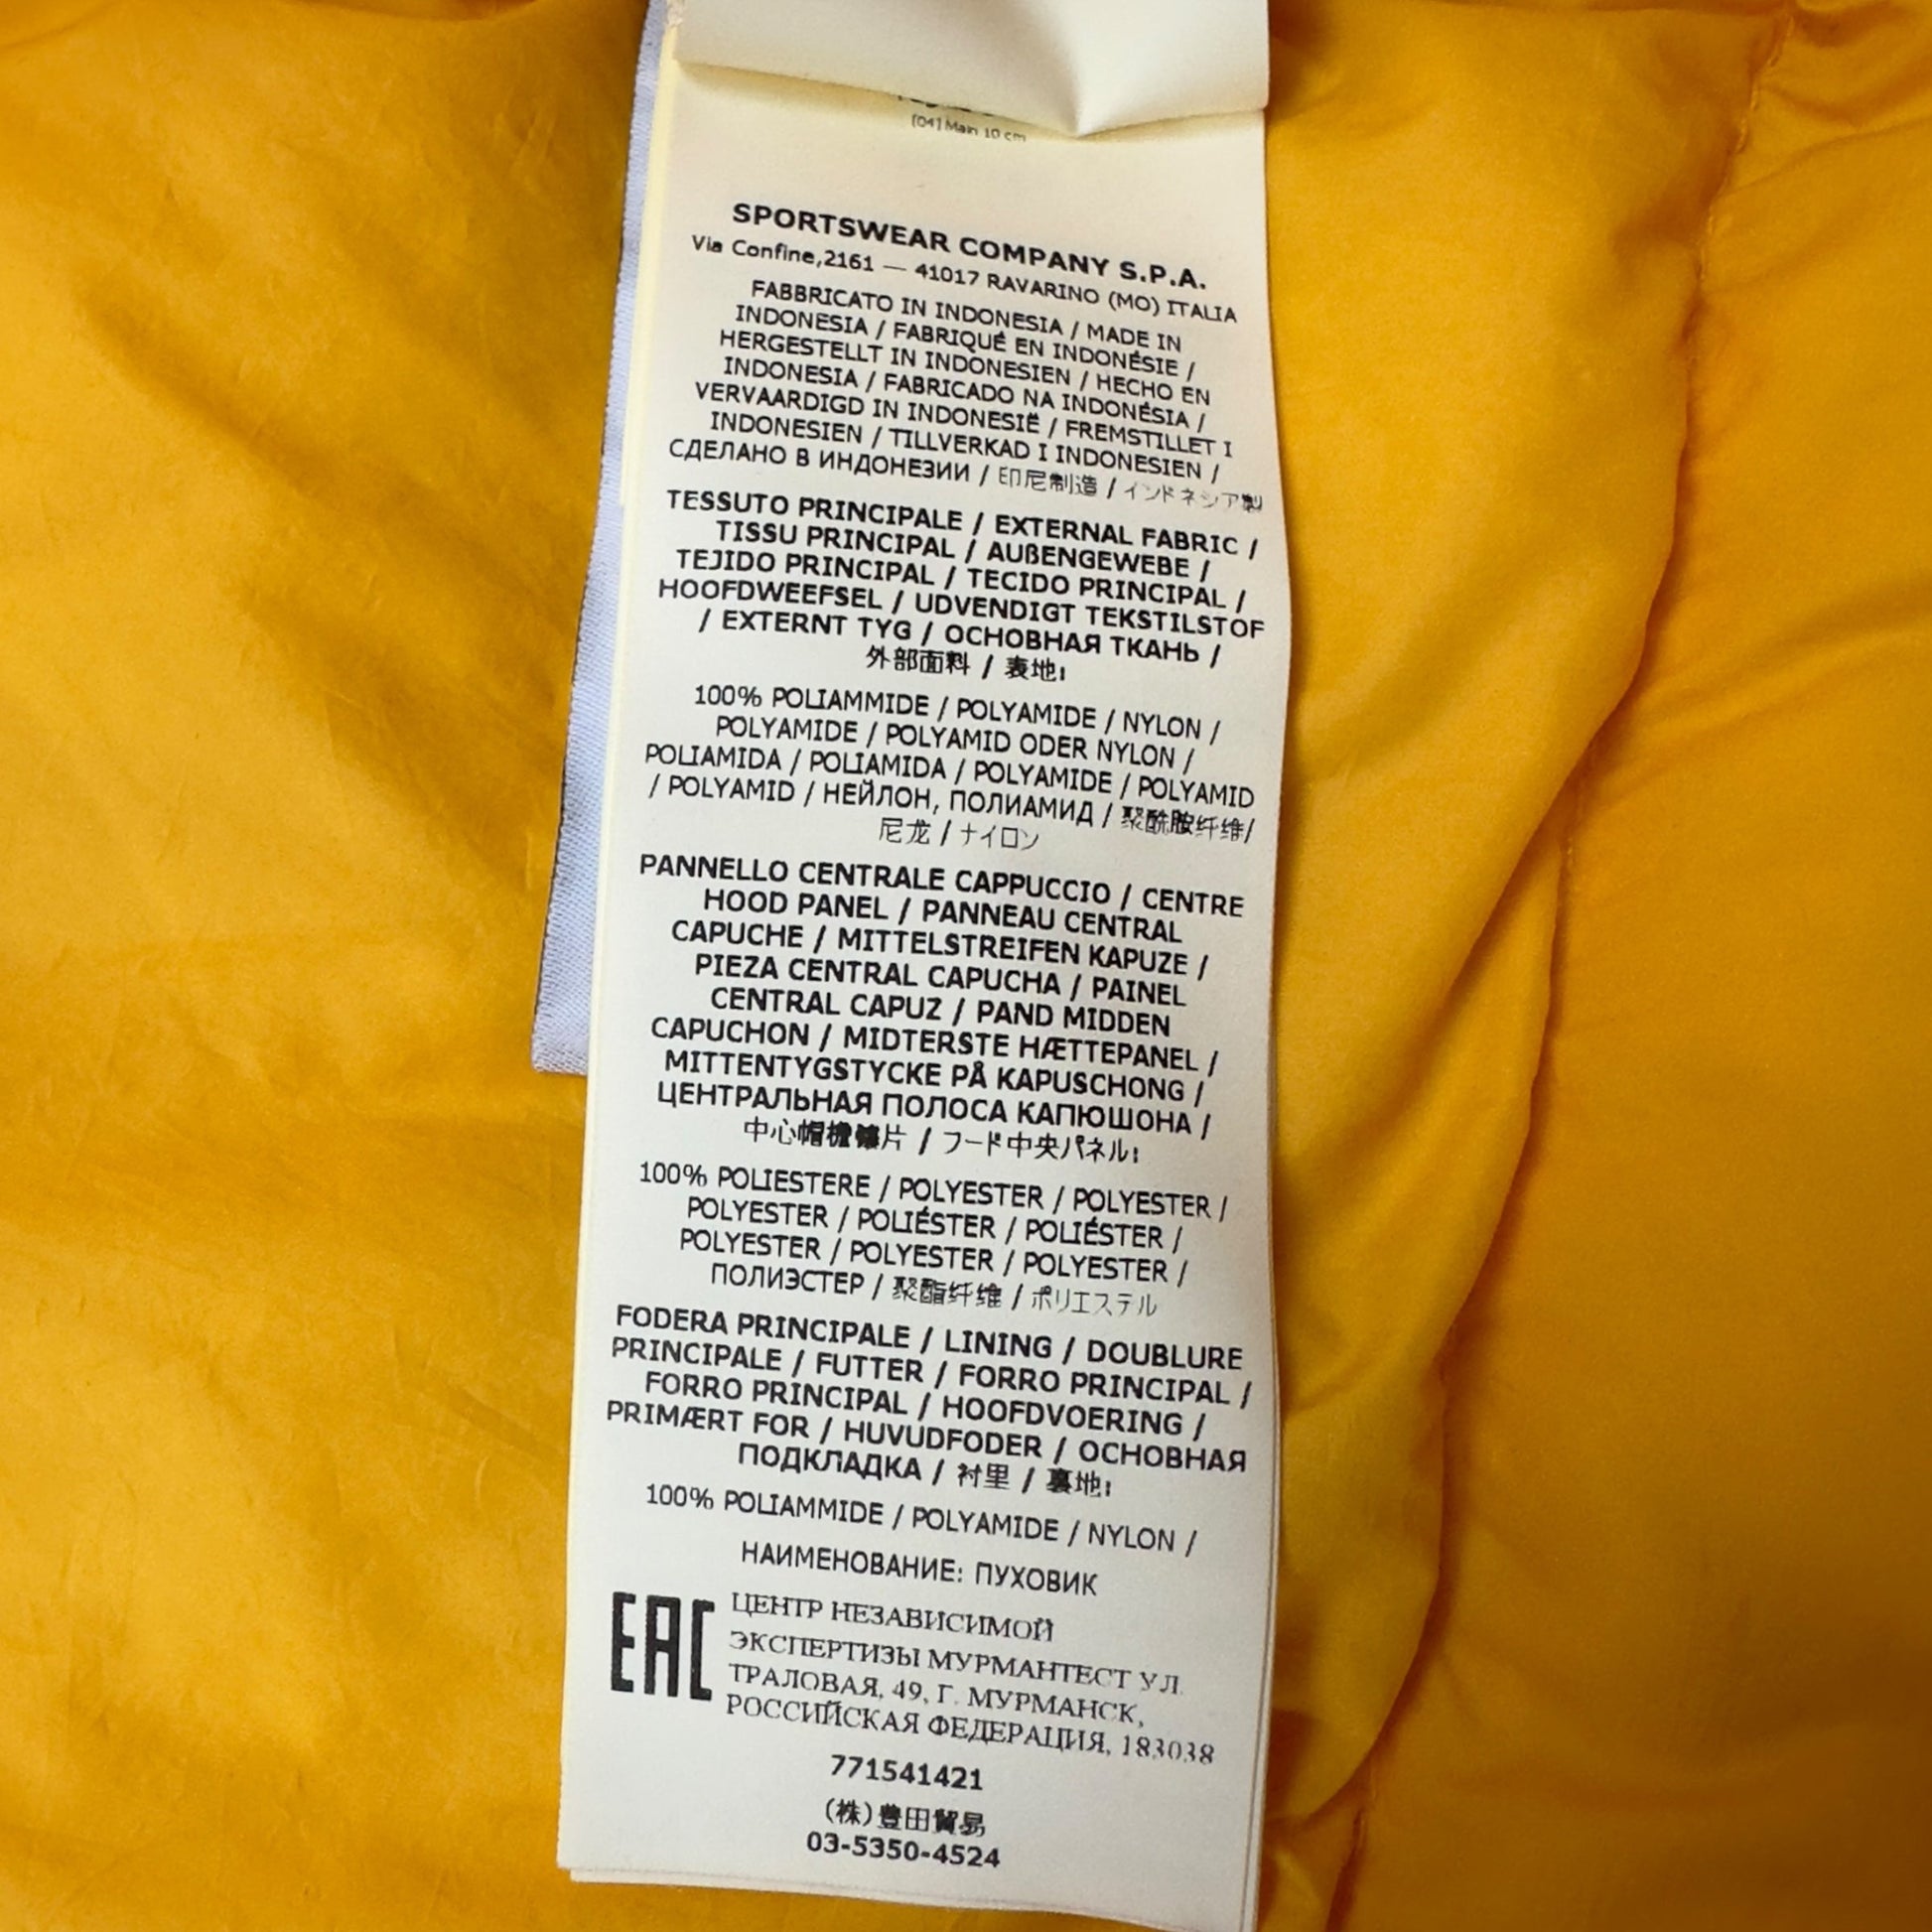 [04] Main 10 cm
SPORTSWEAR COMPANY S.P.A.
Via Confine,2161 — 41017 RAVARINO (MO) ITALIA
FABBRICATO IN INDONESIA / MADE IN
INDONESIA / FABRIQUÉ EN INDONÉSIE /
HERGESTELLT IN INDONESIEN / HECHO EN
INDONESIA / FABRICADO NA INDONÉSIA /
VERVAARDIGD IN INDONESIË / FREMSTILLET I
INDONESIEN / TILLVERKAD I INDONESIEN /
СДЕЛАНО В ИНДОНЕЗИИ / 印尼制造 / インドネシア製
TESSUTO PRINCIPALE / EXTERNAL FABRIC /
TISSU PRINCIPAL / AUßENGEWEBE /
TEJIDO PRINCIPAL / TECIDO PRINCIPAL /
HOOFDWEEFSEL / UDVENDIGT TEKSTILSTOF
/ EXTERNT TYG / ОСНОВНАЯ ТКАНЬ /
外部面料 / 表地:
100% POLIAMMIDE / POLYAMIDE / NYLON /
POLYAMIDE / POLYAMID ODER NYLON /
POLIAMIDA / POLIAMIDA / POLYAMIDE / POLYAMID
/ POLYAMID / НЕЙЛОН, ПОЛИАМИД / 聚酰胺纤维/
尼龙 / ナイロン
PANNELLO CENTRALE CAPPUCCIO / CENTRE
HOOD PANEL / PANNEAU CENTRAL
CAPUCHE / MITTELSTREIFEN KAPUZE /
PIEZA CENTRAL CAPUCHA / PAINEL
CENTRAL CAPUZ / PAND MIDDEN
CAPUCHON / MIDTERSTE HÆTTEPANEL /
MITTENTYGSTYCKE PÅ KAPUSCHONG /
ЦЕНТРАЛЬНАЯ ПОЛОСА КАПЮШОНА /
中心帽檐镶片 / フード中央パネル:
100% POLIESTERE / POLYESTER / POLYESTER /
POLYESTER / POLIÉSTER / POLIÉSTER /
POLYESTER / POLYESTER / POLYESTER /
ПОЛИЭСТЕР / 聚酯纤维 / ポリエステル
FODERA PRINCIPALE / LINING / DOUBLURE
PRINCIPALE / FUTTER / FORRO PRINCIPAL /
FORRO PRINCIPAL / HOOFDVOERING /
PRIMÆRT FOR / HUVUDFODER / ОСНОВНАЯ
ПОДКЛАДКА / 衬里 / 裏地:
100% POLIAMMIDE / POLYAMIDE / NYLON /
НАИМЕНОВАНИЕ: ПУХОВИК
EAC
ЦЕНТР НЕЗАВИСИМОЙ
ЭКСПЕРТИЗЫ МУРМАНТЕСТ УЛ.
ТРАЛОВАЯ, 49, Г. МУРМАНСК,
РОССИЙСКАЯ ФЕДЕРАЦИЯ, 183038
771541421
(株)豊田貿易
03-5350-4524